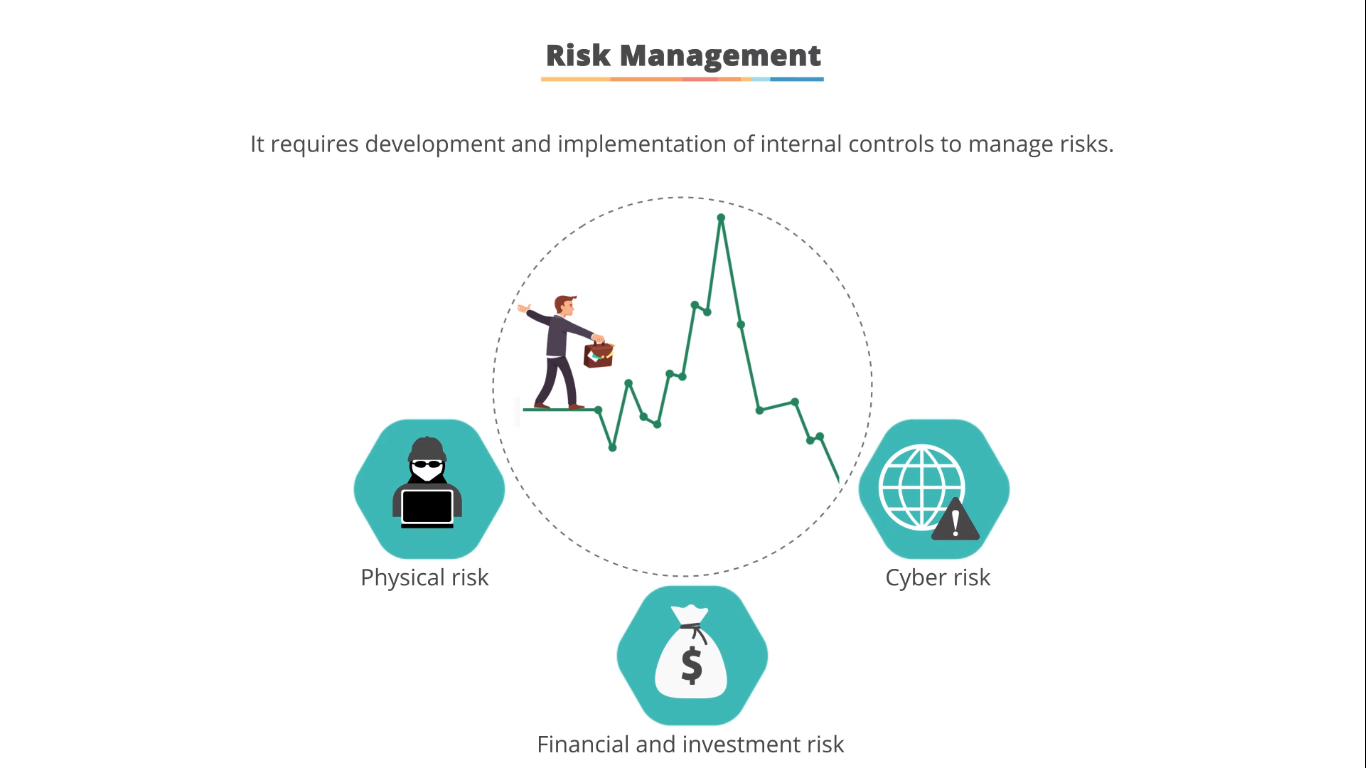 Risk Management
It requires development and implementation of internal controls to manage risks.
Physical risk
Cyber risk
$
Financial and investment risk